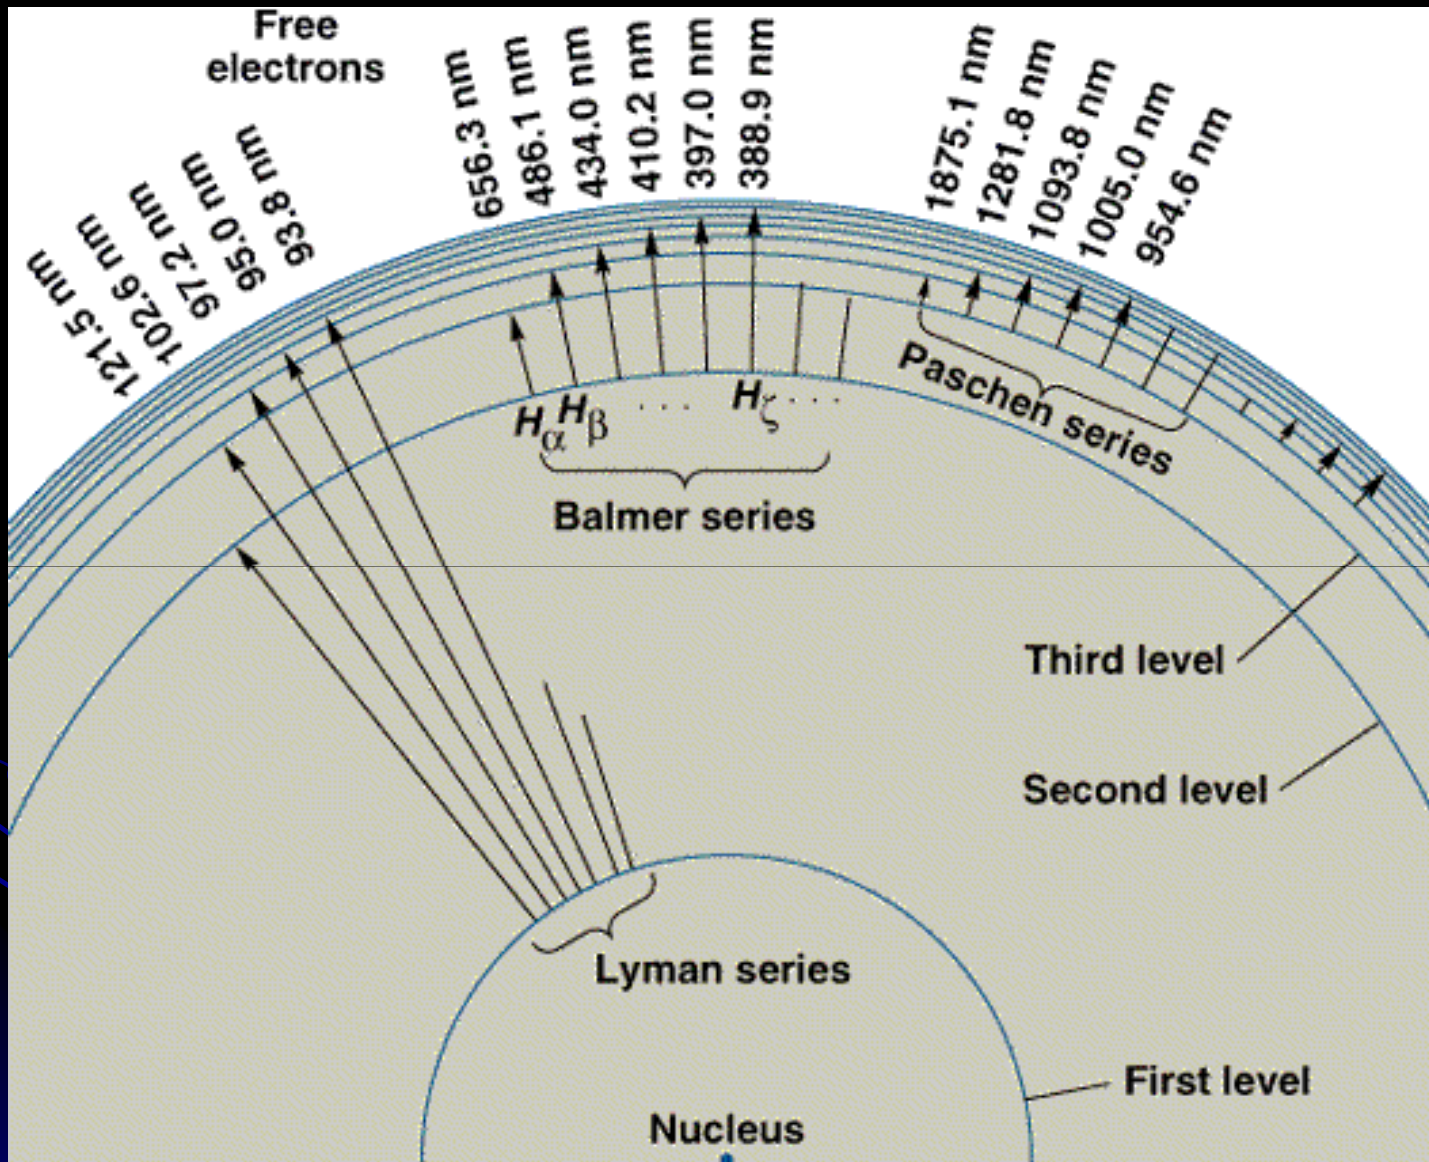 Free
electrons
121.5 nm
102.6 nm
97.2 nm
95.0 nm
93.8 nm
656.3 nm
486.1 nm
434.0 nm
410.2 nm
397.0 nm
388.9 nm
1875.1 nm
1281.8 nm
1093.8 nm
1005.0 nm
954.6 nm
Hα Hβ . . . Hζ . . .
Balmer series
Paschen series
Third level
Second level
Lyman series
First level
Nucleus